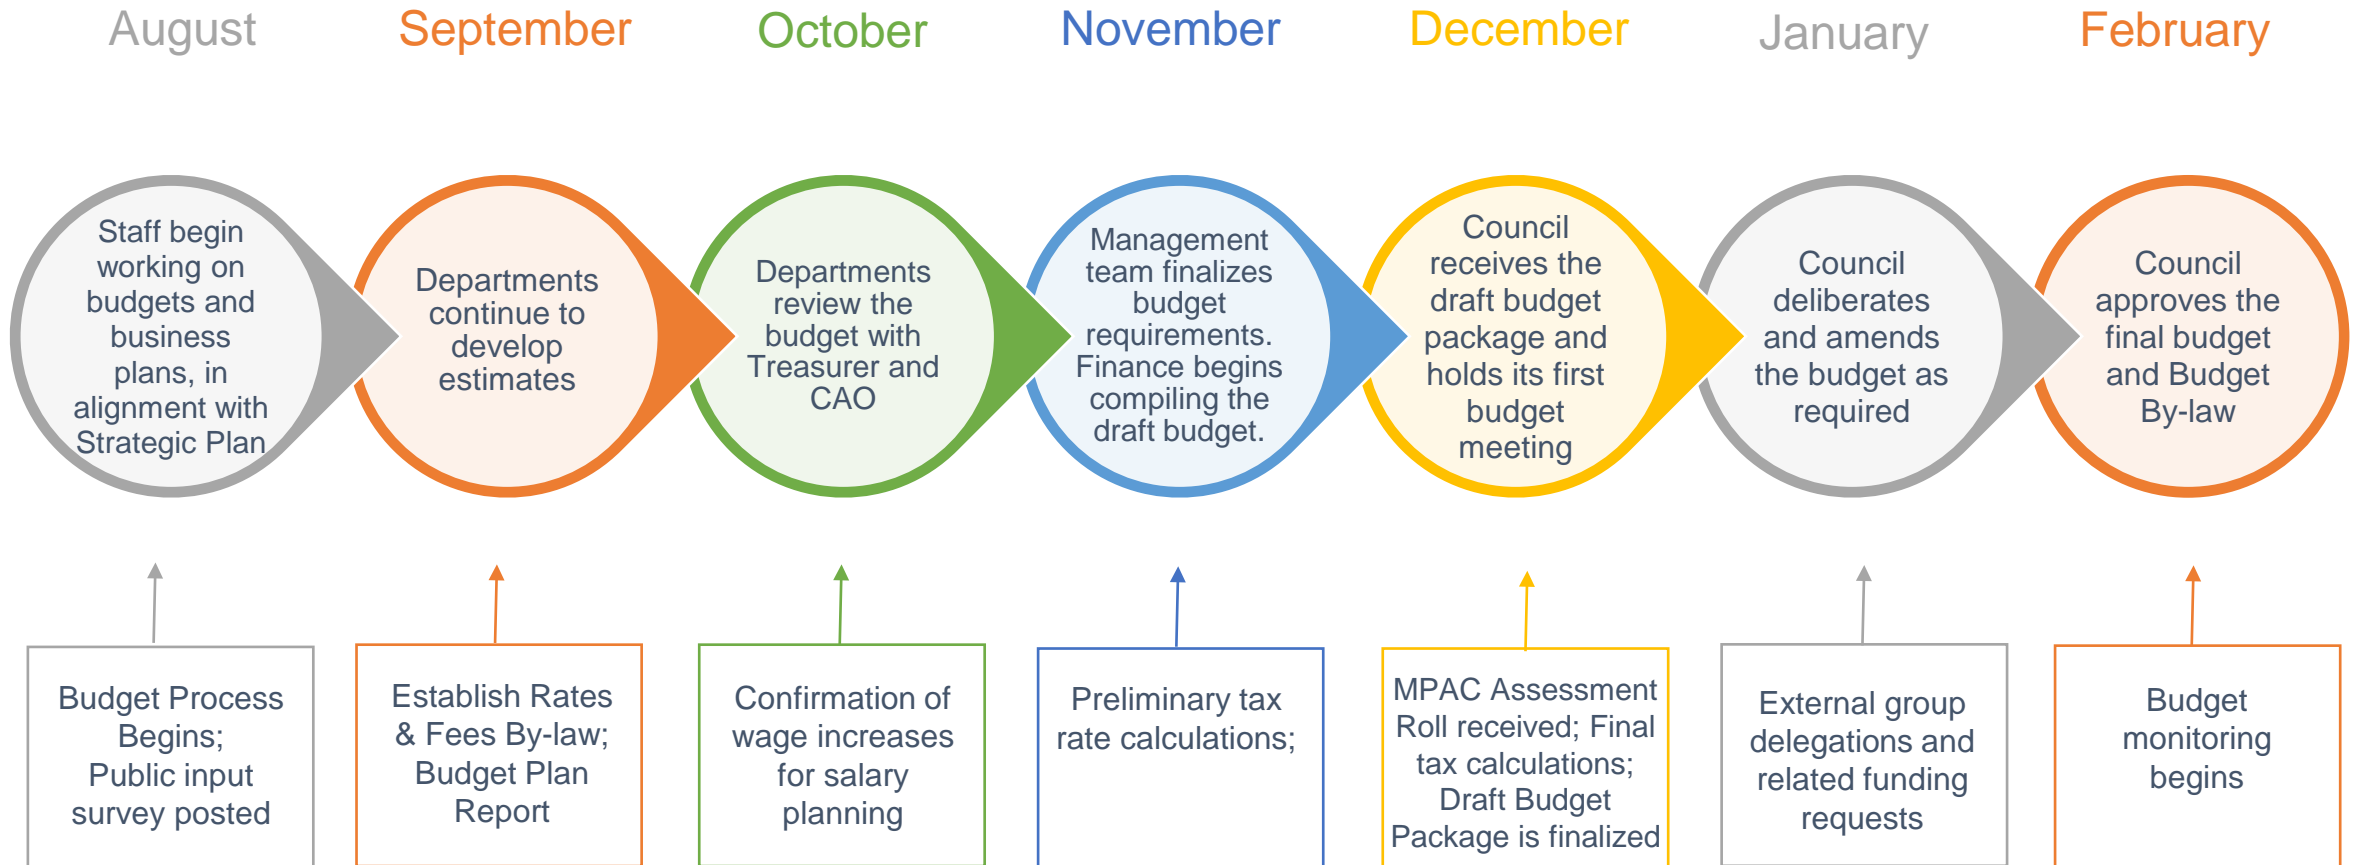 August
September
October
November
December
January
February
Staff begin
working on
budgets and
business
plans, in
alignment with
Strategic Plan
Departments
continue to
develop
estimates
Departments
review the
budget with
Treasurer and
CAO
Management
team finalizes
budget
requirements.
Finance begins
compiling the
draft budget.
Council
receives the
draft budget
package and
holds its first
budget
meeting
Council
deliberates
and amends
the budget as
required
Council
approves the
final budget
and Budget
By-law
Budget Process
Begins;
Public input
survey posted
Establish Rates
& Fees By-law;
Budget Plan
Report
Confirmation of
wage increases
for salary
planning
Preliminary tax
rate calculations;
MPAC Assessment
Roll received; Final
tax calculations;
Draft Budget
Package is finalized
External group
delegations and
related funding
requests
Budget
monitoring
begins